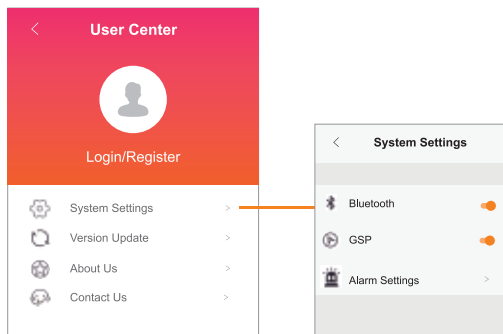 User Center
Login/Register
System Settings
Version Update
About Us
Contact Us
System Settings
Bluetooth
GSP
Alarm Settings